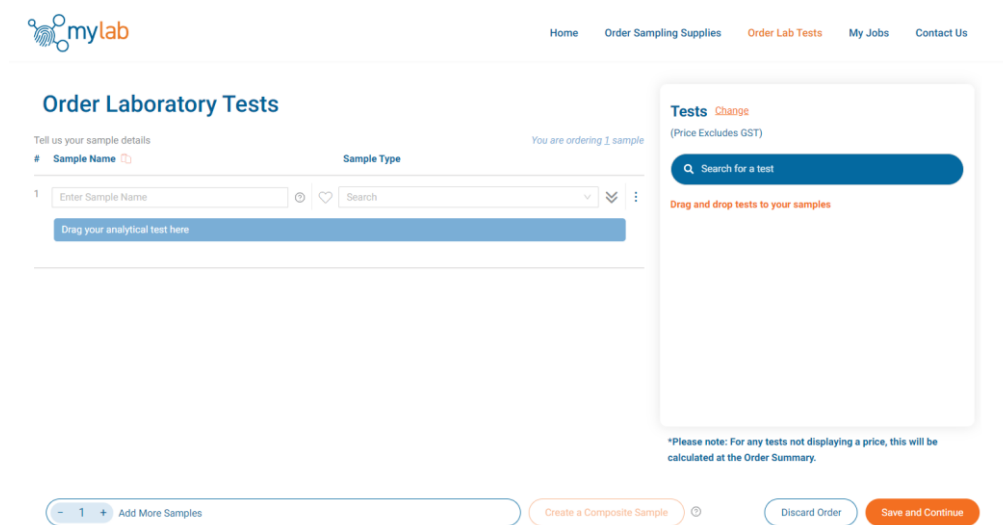 mylab
Home Order Sampling Supplies Order Lab Tests My Jobs Contact Us
Order Laboratory Tests
Tell us your sample details You are ordering 1 sample
# Sample Name Sample Type
1 Enter Sample Name Search
Drag your analytical test here
Tests Change
(Price Excludes GST)
Search for a test
Drag and drop tests to your samples
*Please note: For any tests not displaying a price, this will be
calculated at the Order Summary.
- 1 + Add More Samples Create a Composite Sample Discard Order Save and Continue